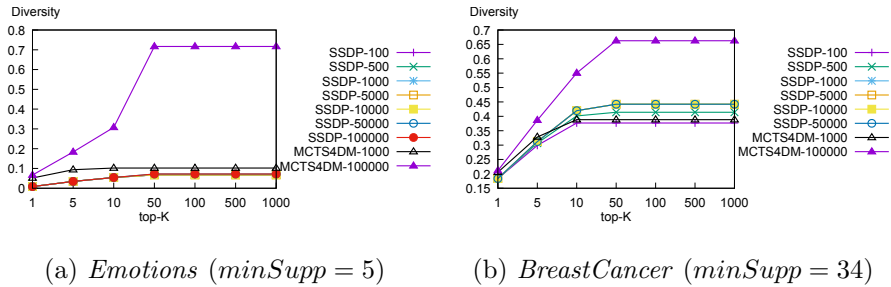 Diversity
0.8
0.7
0.6
0.5
0.4
0.3
0.2
0.1
0
1 5 10 50 100 500 1000
top-K
SSDP-100
SSDP-500
SSDP-1000
SSDP-5000
SSDP-10000
SSDP-50000
SSDP-100000
MCTS4DM-1000
MCTS4DM-100000
(a) Emotions (minSupp = 5)
Diversity
0.7
0.65
0.6
0.55
0.5
0.45
0.4
0.35
0.3
0.25
0.2
0.15
1 5 10 50 100 500 1000
top-K
SSDP-100
SSDP-500
SSDP-1000
SSDP-5000
SSDP-10000
SSDP-50000
MCTS4DM-1000
MCTS4DM-100000
(b) BreastCancer (minSupp = 34)